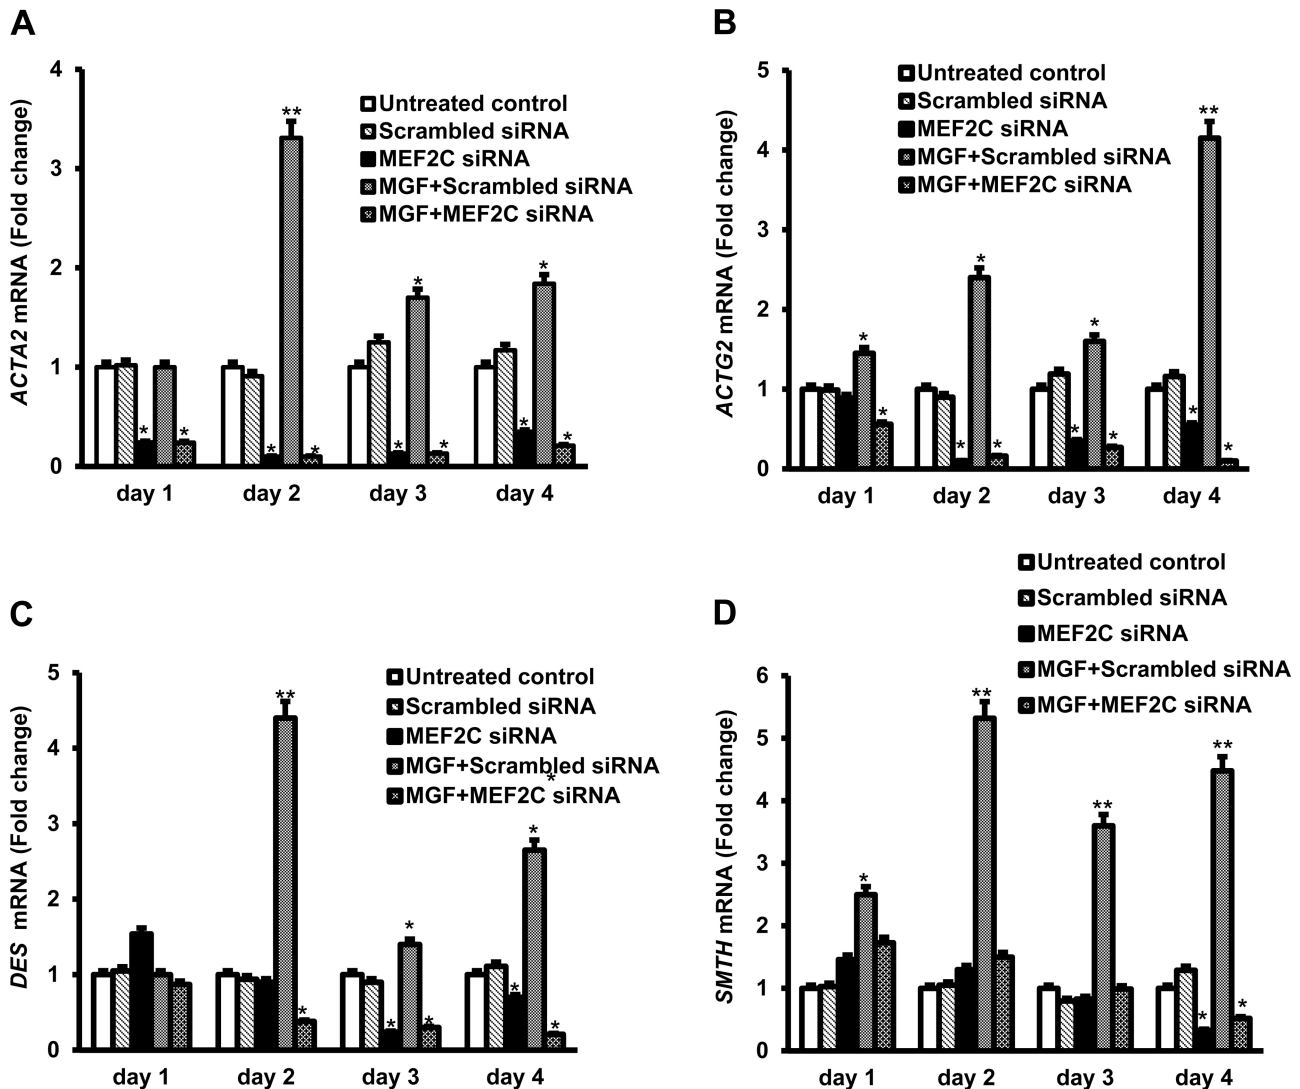 A
ACTA2 mRNA (Fold change)
4
3
2
1
0
Untreated control
Scrambled siRNA
MEF2C siRNA
MGF+Scrambled siRNA
MGF+MEF2C siRNA
**
*
*
* * * * * * * *
day 1 day 2 day 3 day 4
B
ACTG2 mRNA (Fold change)
5
4
3
2
1
0
Untreated control
Scrambled siRNA
MEF2C siRNA
MGF+Scrambled siRNA
MGF+MEF2C siRNA
**
*
*
*
* * * * * * *
day 1 day 2 day 3 day 4
C
DES mRNA (Fold change)
5
4
3
2
1
0
Untreated control
Scrambled siRNA
MEF2C siRNA
MGF+Scrambled siRNA
*
MGF+MEF2C siRNA
**
*
*
* * * * *
day 1 day 2 day 3 day 4
D
SMTH mRNA (Fold change)
6
5
4
3
2
1
0
Untreated control
Scrambled siRNA
MEF2C siRNA
MGF+Scrambled siRNA
MGF+MEF2C siRNA
**
**
**
*
* *
day 1 day 2 day 3 day 4